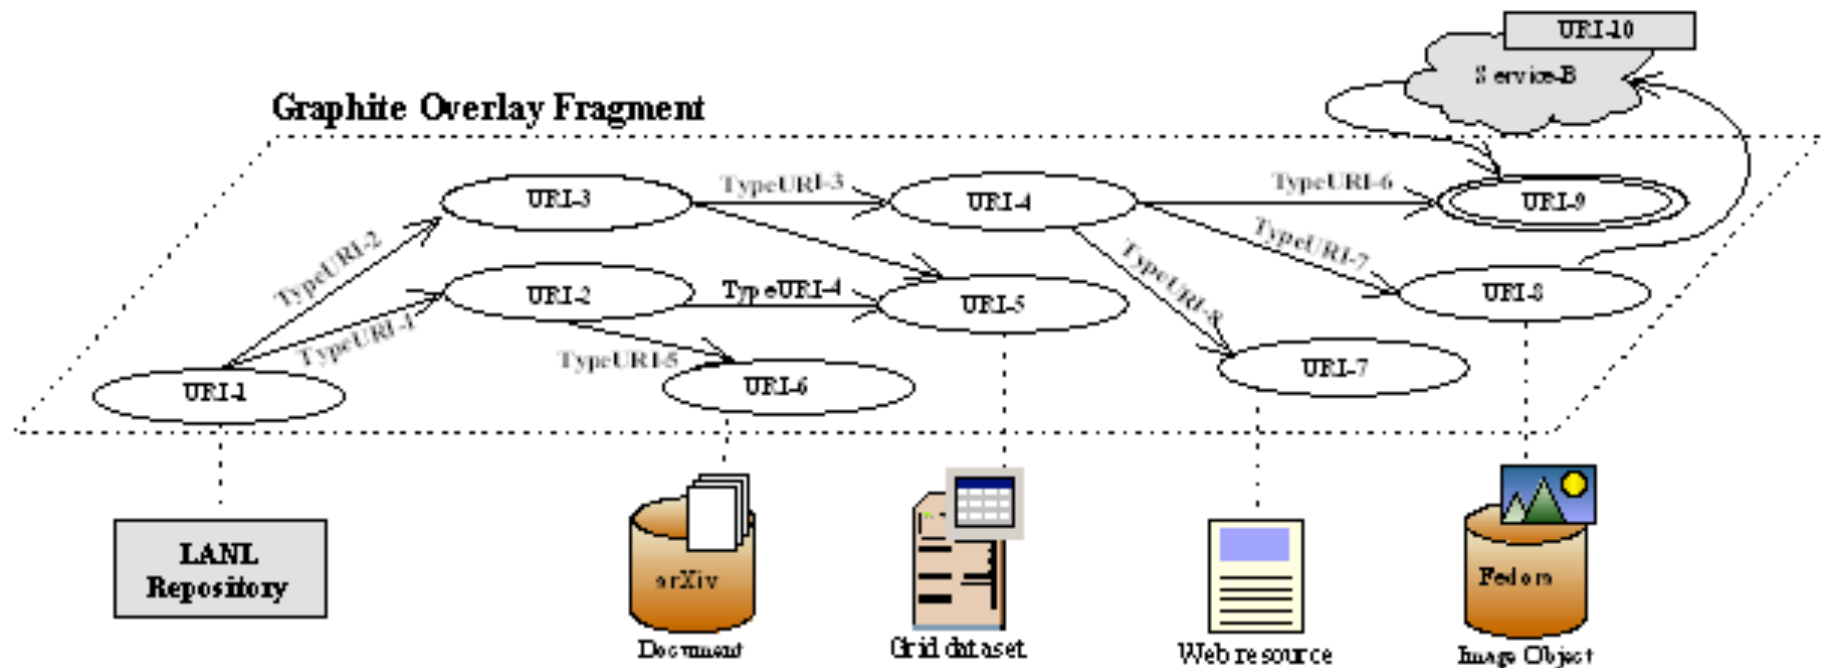 URI-10
Service-B
Graphite Overlay Fragment
URI-3
TypeURI-3
URI-4
TypeURI-6
URI-9
TypeURI-2
TypeURI-7
URI-2
TypeURI-4
URI-5
TypeURI-8
URI-8
TypeURI-1
TypeURI-5
URI-1
URI-6
URI-7
LANL
Repository
arXiv
Fedora
Document
Grid dataset
Web resource
Image Object